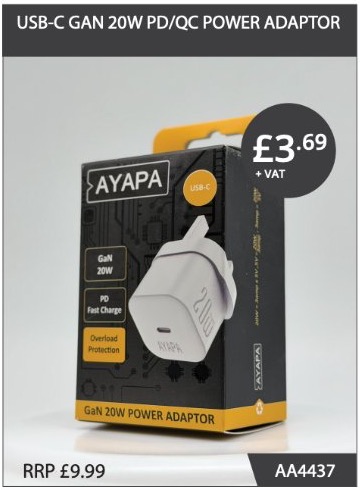 USB-C GAN 20W PD/QC POWER ADAPTOR
£3.69
+ VAT
AYAPA
USB-C
GaN
20W
PD
Fast Charge
Overload
Protection
AYAPA
AYAPA
GaN 20W POWER ADAPTOR
RRP £9.99
AA4437